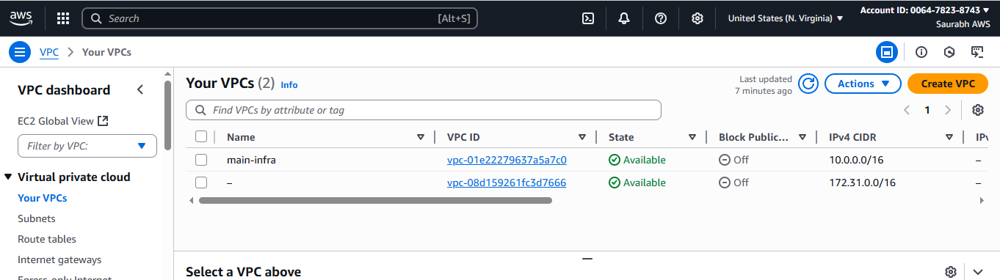 aws
Search [Alt+S] United States (N. Virginia) Account ID: 0064-7823-8743
Saurabh AWS
VPC Your VPCs
VPC dashboard
EC2 Global View
Filter by VPC:
Virtual private cloud
Your VPCs
Subnets
Route tables
Internet gateways
Egress-only Internet
Your VPCs (2) Info
Last updated
7 minutes ago
Actions Create VPC
Find VPCs by attribute or tag
1
Name VPC ID State Block Public... IPv4 CIDR IPv
main-infra vpc-01e22279637a5a7c0 Available Off 10.0.0.0/16 –
– vpc-08d159261fc3d7666 Available Off 172.31.0.0/16 –
Select a VPC above